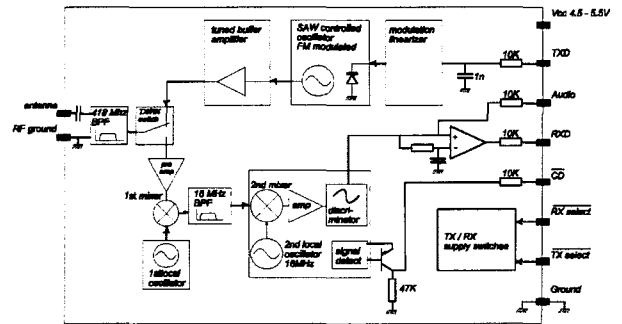 Vcc 4.5 - 5.5V
tuned buffer
amplifier
SAW controlled
oscillator
FM modulated
modulation
linearizer
TXD
10K
1n
Audio
10K
antenna
RF ground
418 Mhz
BPF
switch
RXD
10K
pre
amp
1st mixer
16 MHz
BPF
2nd mixer
amp
discri-
minator
CD
10K
RX select
TX / RX
supply switches
TX select
1st local
oscillator
2nd local
oscillator
16MHz
signal
detect
47K
Ground